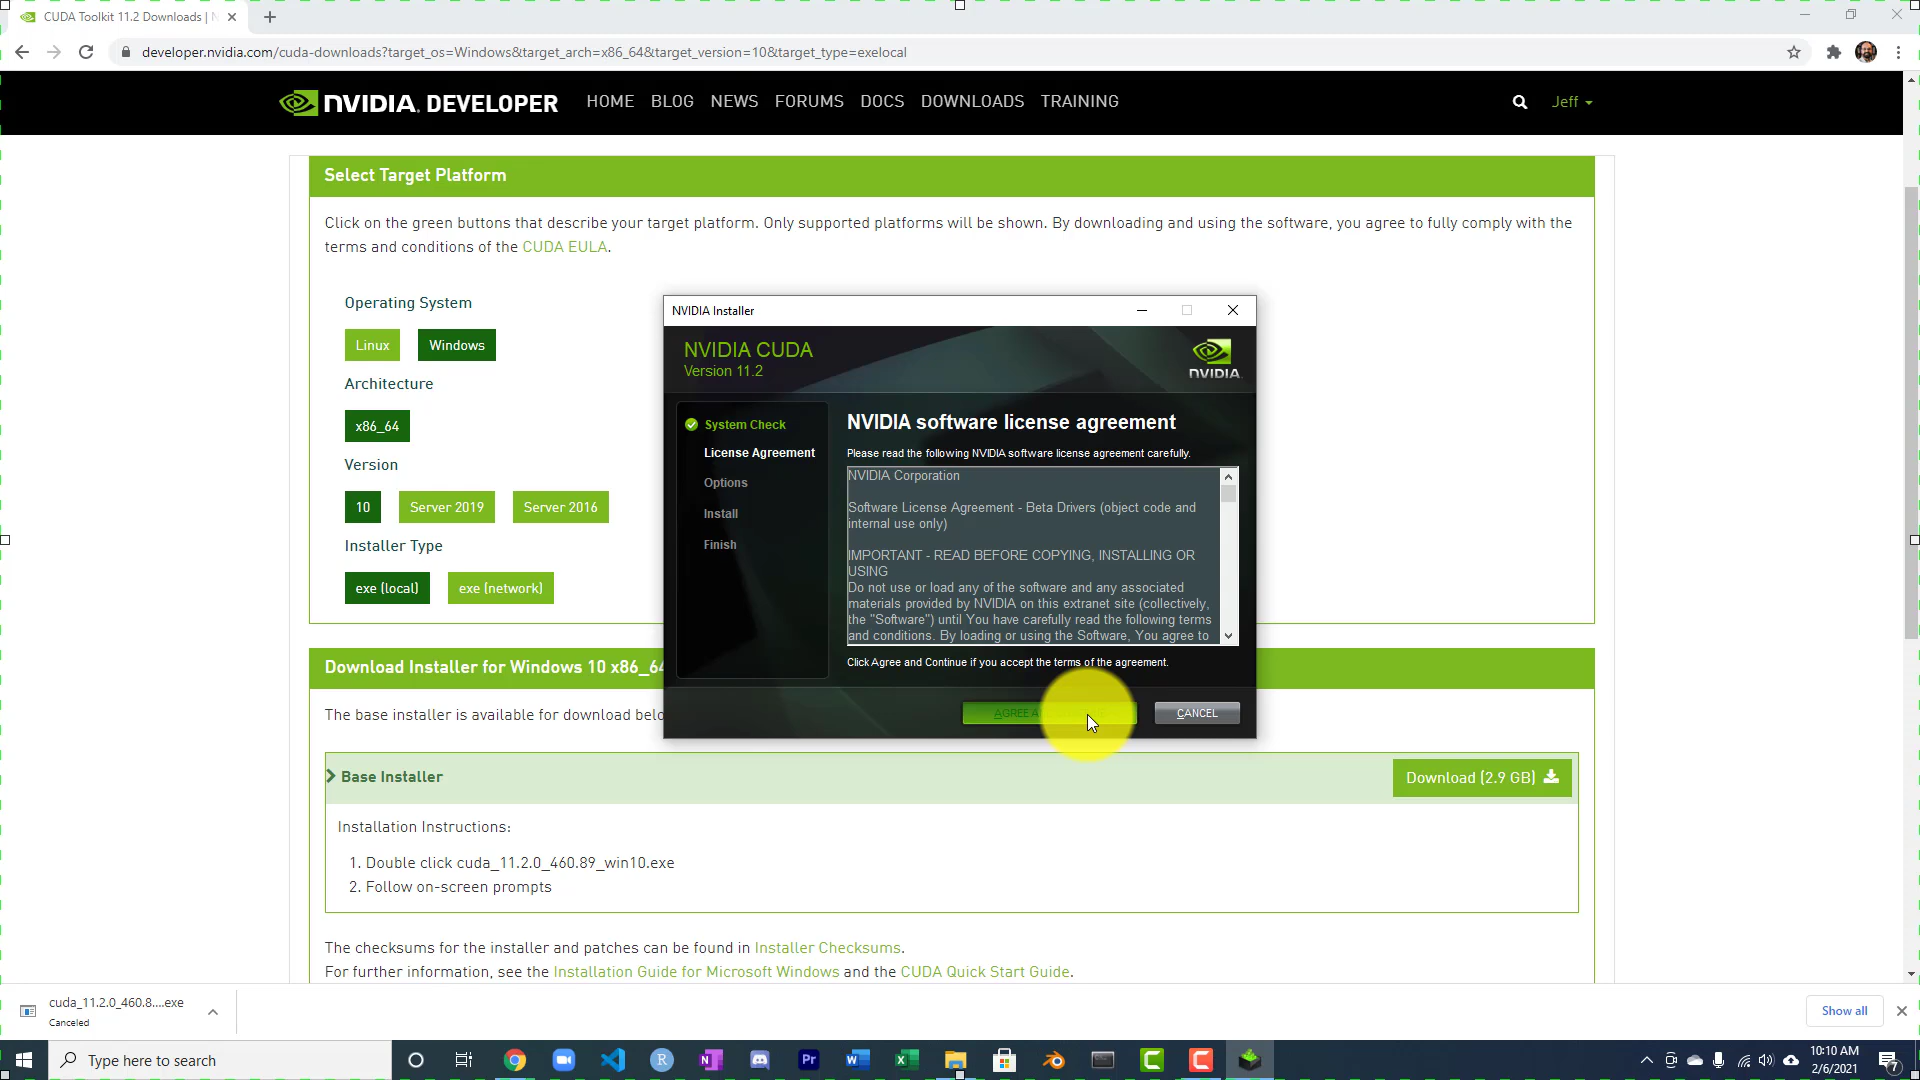 CUDA Toolkit 11.2 Downloads | N
developer.nvidia.com/cuda-downloads?target_os=Windows&target_arch=x86_64&target_version=10&target_type=exelocal
NVIDIA. DEVELOPER
HOME BLOG NEWS FORUMS DOCS DOWNLOADS TRAINING
Jeff
Select Target Platform
Click on the green buttons that describe your target platform. Only supported platforms will be shown. By downloading and using the software, you agree to fully comply with the
terms and conditions of the CUDA EULA.
Operating System
Linux Windows
Architecture
x86_64
Version
10 Server 2019 Server 2016
Installer Type
exe (local) exe (network)
NVIDIA Installer
NVIDIA CUDA
Version 11.2
NVIDIA.
System Check
License Agreement
Options
Install
Finish
NVIDIA software license agreement
Please read the following NVIDIA software license agreement carefully.
NVIDIA Corporation
Software License Agreement - Beta Drivers (object code and
internal use only)
IMPORTANT - READ BEFORE COPYING, INSTALLING OR
USING
Do not use or load any of the software and any associated
materials provided by NVIDIA on this extranet site (collectively,
the "Software") until You have carefully read the following terms
and conditions. By loading or using the Software, You agree to
Click Agree and Continue if you accept the terms of the agreement.
AGREE
CANCEL
Download Installer for Windows 10 x86_64
The base installer is available for download belo
Base Installer
Download (2.9 GB)
Installation Instructions:
1. Double click cuda_11.2.0_460.89_win10.exe
2. Follow on-screen prompts
The checksums for the installer and patches can be found in Installer Checksums.
For further information, see the Installation Guide for Microsoft Windows and the CUDA Quick Start Guide.
cuda_11.2.0_460.8....exe
Canceled
Show all
Type here to search
10:10 AM
2/6/2021
7